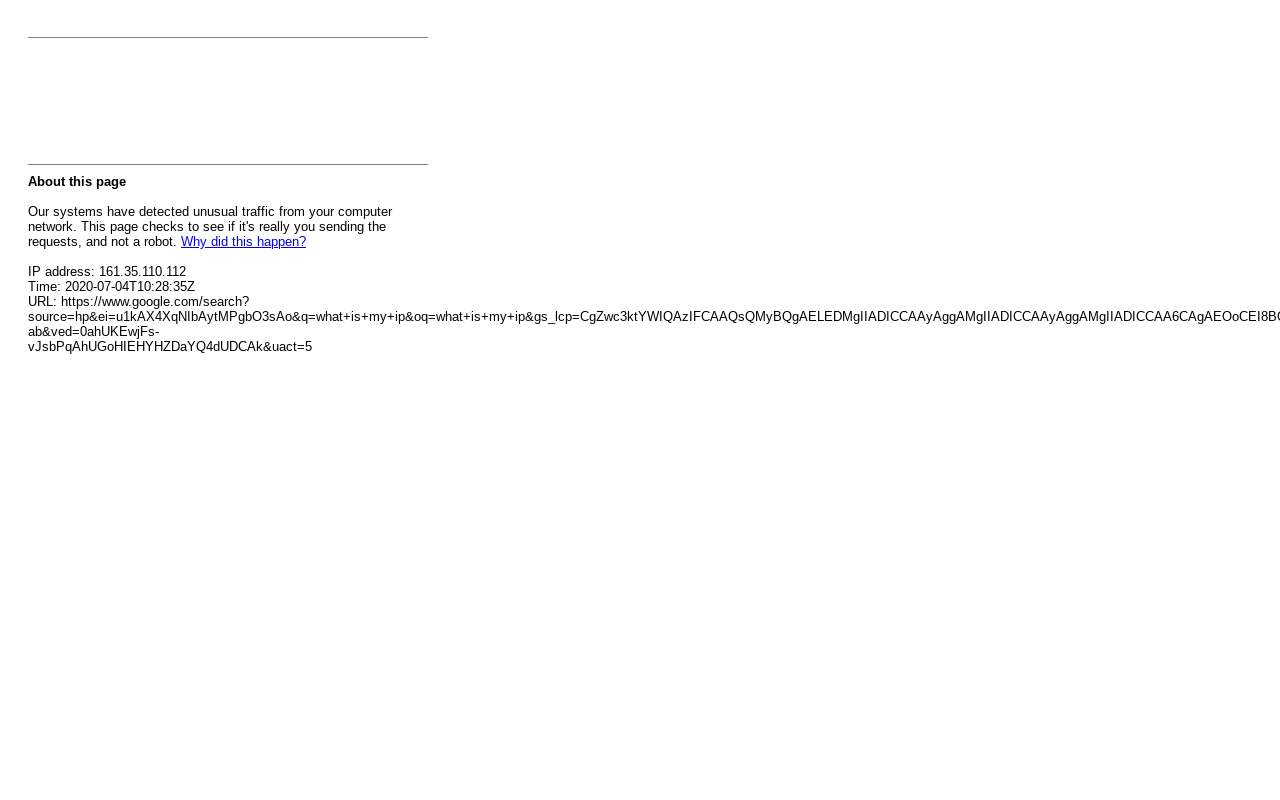 About this page
Our systems have detected unusual traffic from your computer
network. This page checks to see if it's really you sending the
requests, and not a robot. Why did this happen?
IP address: 161.35.110.112
Time: 2020-07-04T10:28:35Z
URL: https://www.google.com/search?
source=hp&ei=u1kAX4XqNIbAytMPgbO3sAo&q=what+is+my+ip&oq=what+is+my+ip&gs_lcp=CgZwc3ktYWIQAzIFCAAQsQMyBQgAELEDMgIIADICCAAyAggAMgIIADICCAAyAggAMgIIADICCAA6CAgAEOoCEI8BO
ab&ved=0ahUKEwjFs-
vJsbPqAhUGoHIEHYHZDaYQ4dUDCAk&uact=5